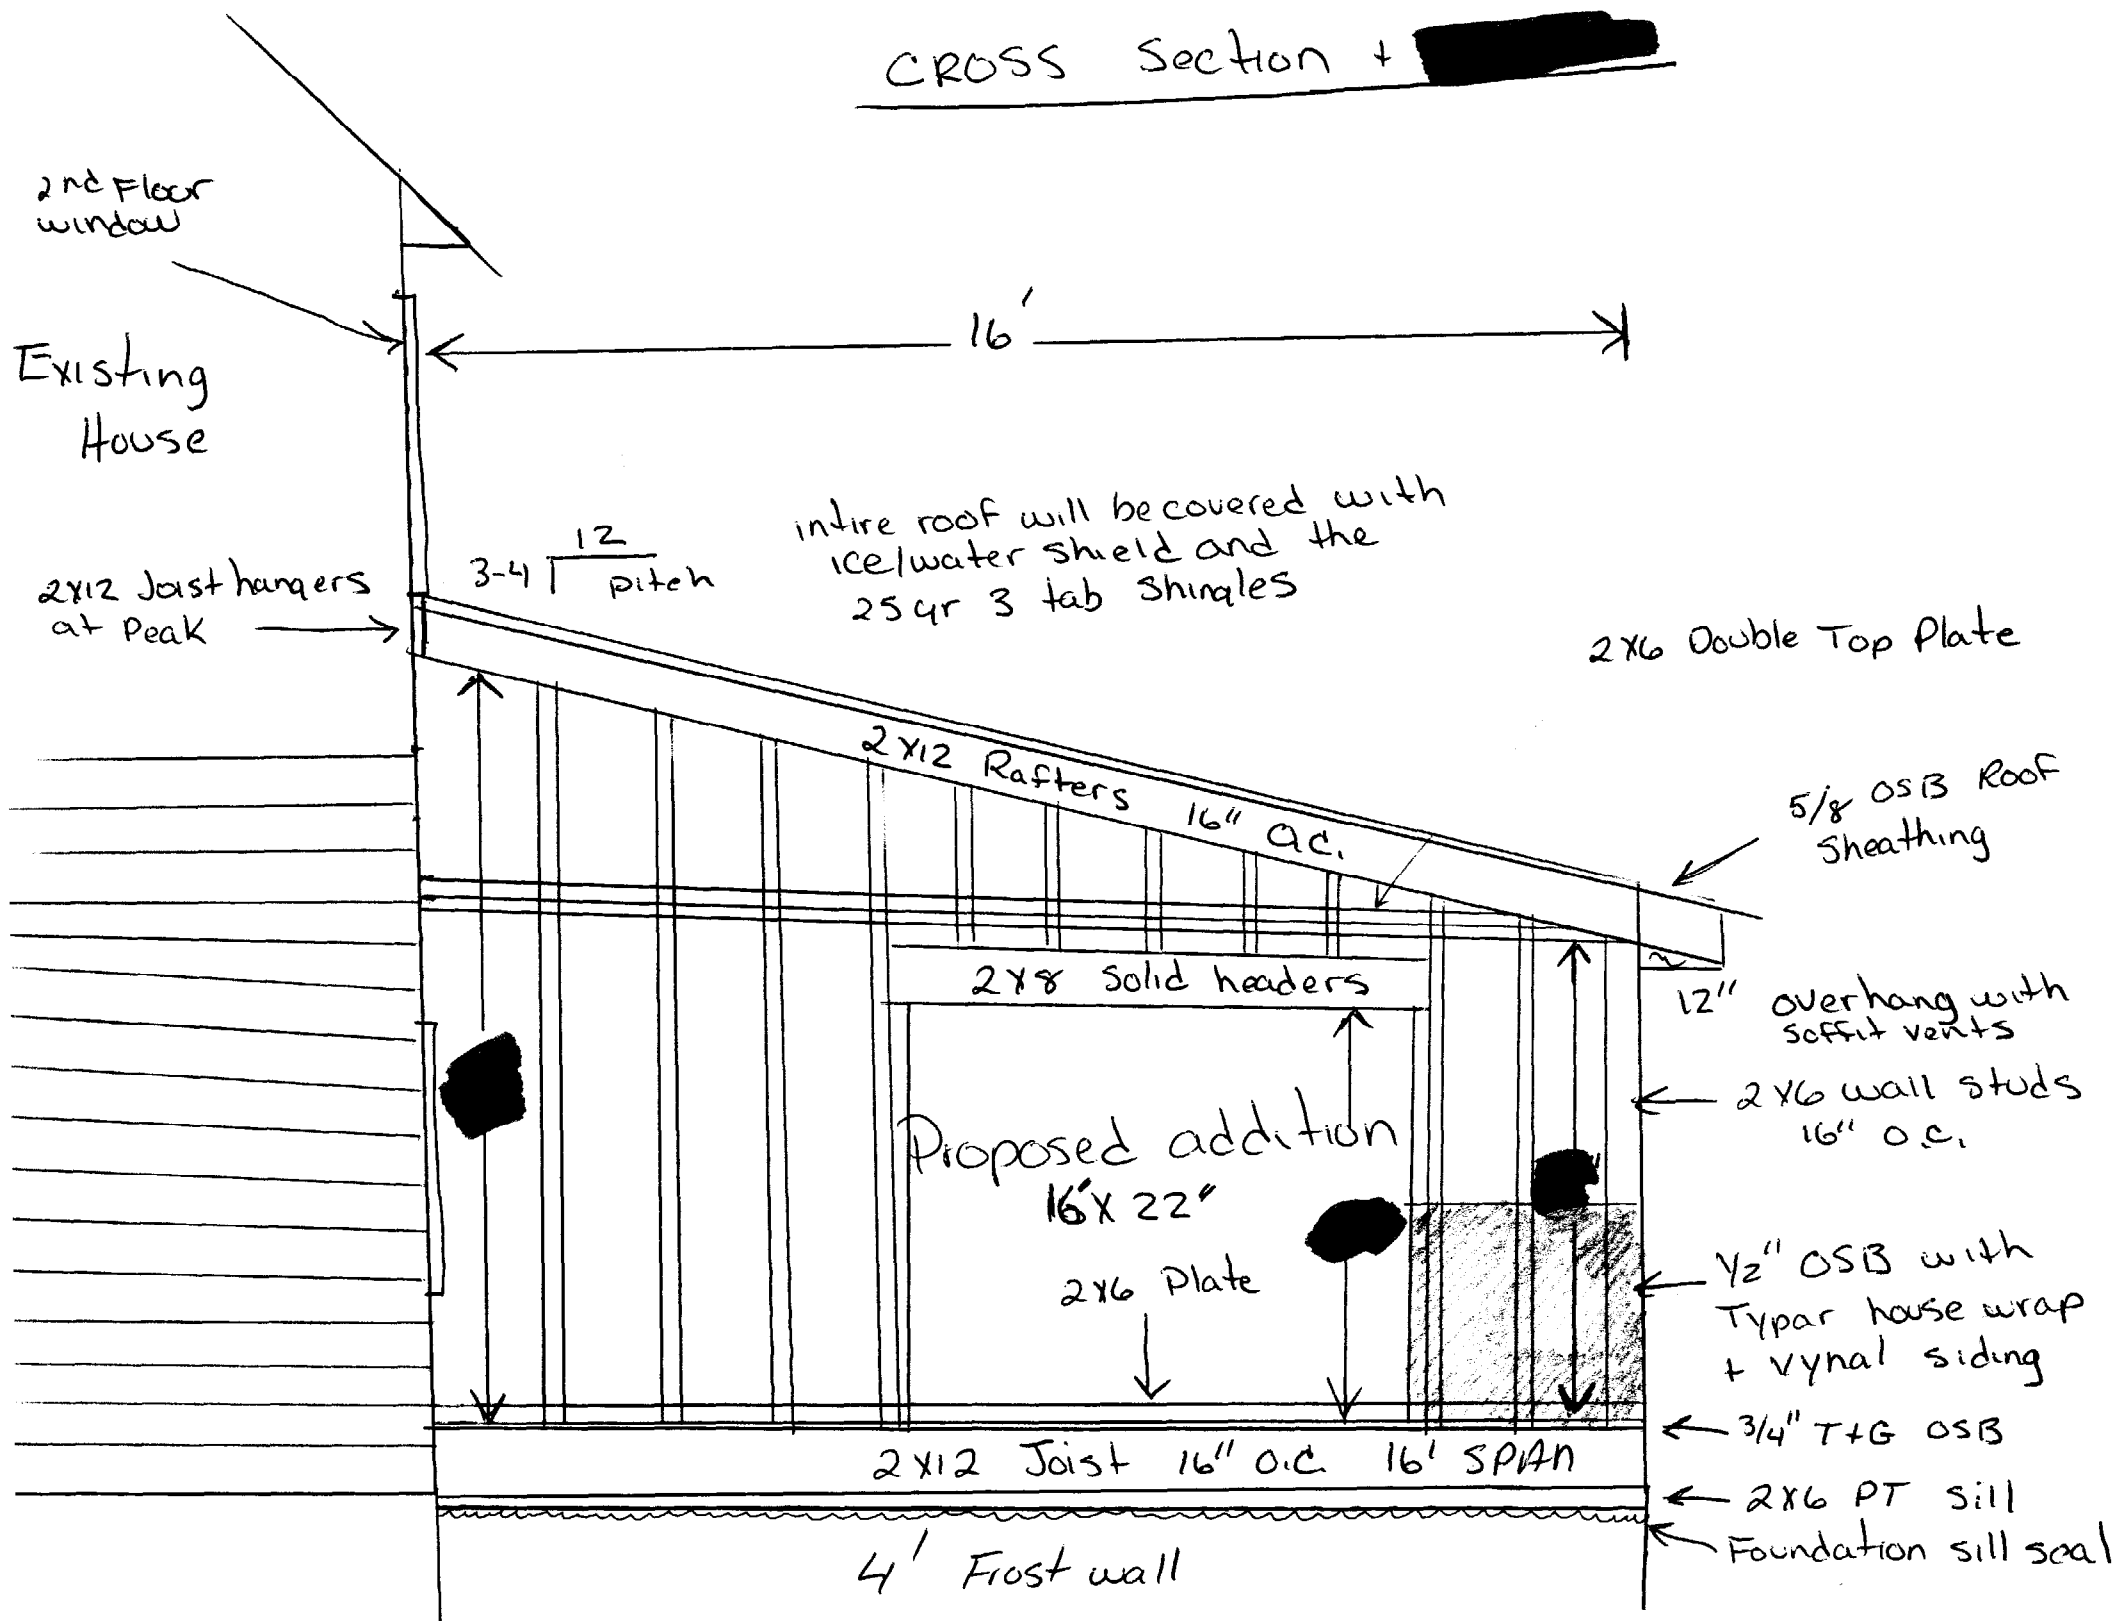 CROSS Section +
2nd Floor
window
16'
Existing
House
3-4 12
pitch
intire roof will be covered with
ice/water shield and the
25 yr 3 tab shingles
2x12 Joist hangers
at Peak
2x6 Double Top Plate
2x12 Rafters 16" O.C.
5/8 OSB Roof
Sheathing
2x8 Solid headers
12" overhang with
soffit vents
2x6 wall studs
16" O.C.
Proposed addition
16'x 22"
2x6 Plate
1/2" OSB with
Typar house wrap
+ vynal siding
3/4" T+G OSB
2x12 Joist 16" O.C. 16' SPAN
2x6 PT Sill
Foundation sill seal
4' Frost wall